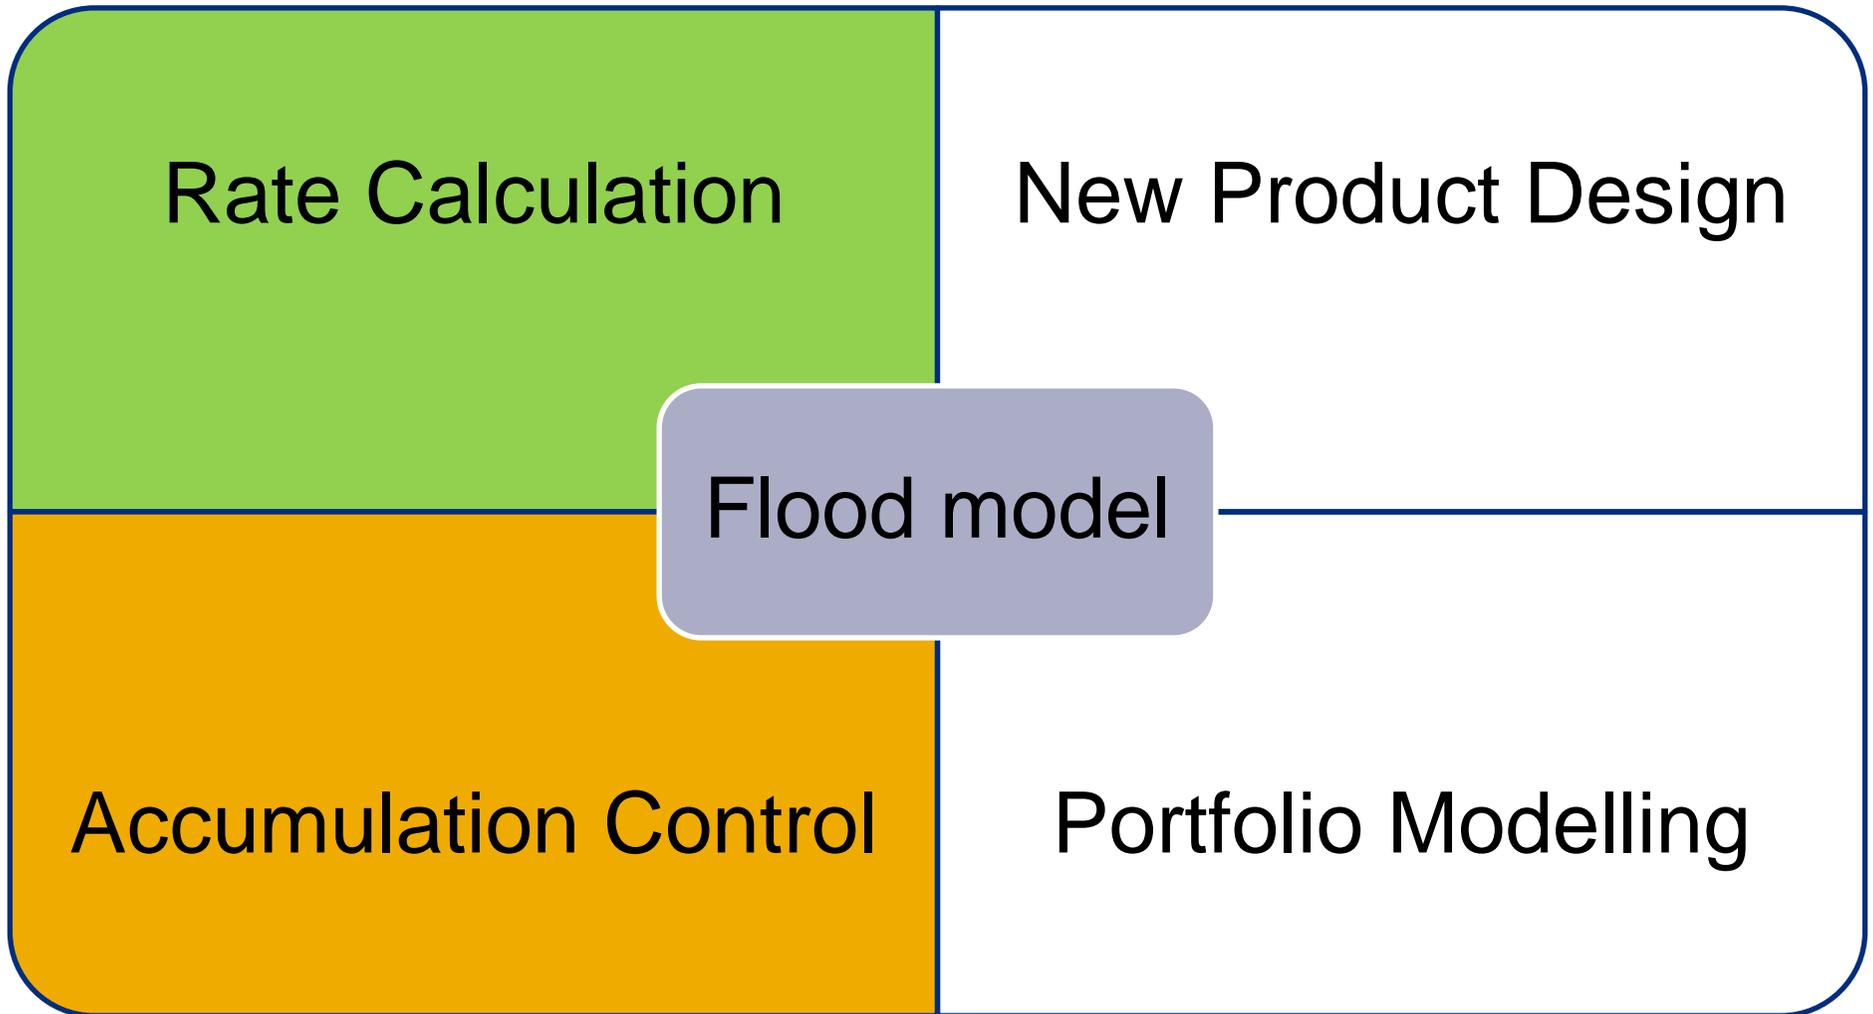 Rate Calculation
New Product Design
Flood model
Accumulation Control
Portfolio Modelling